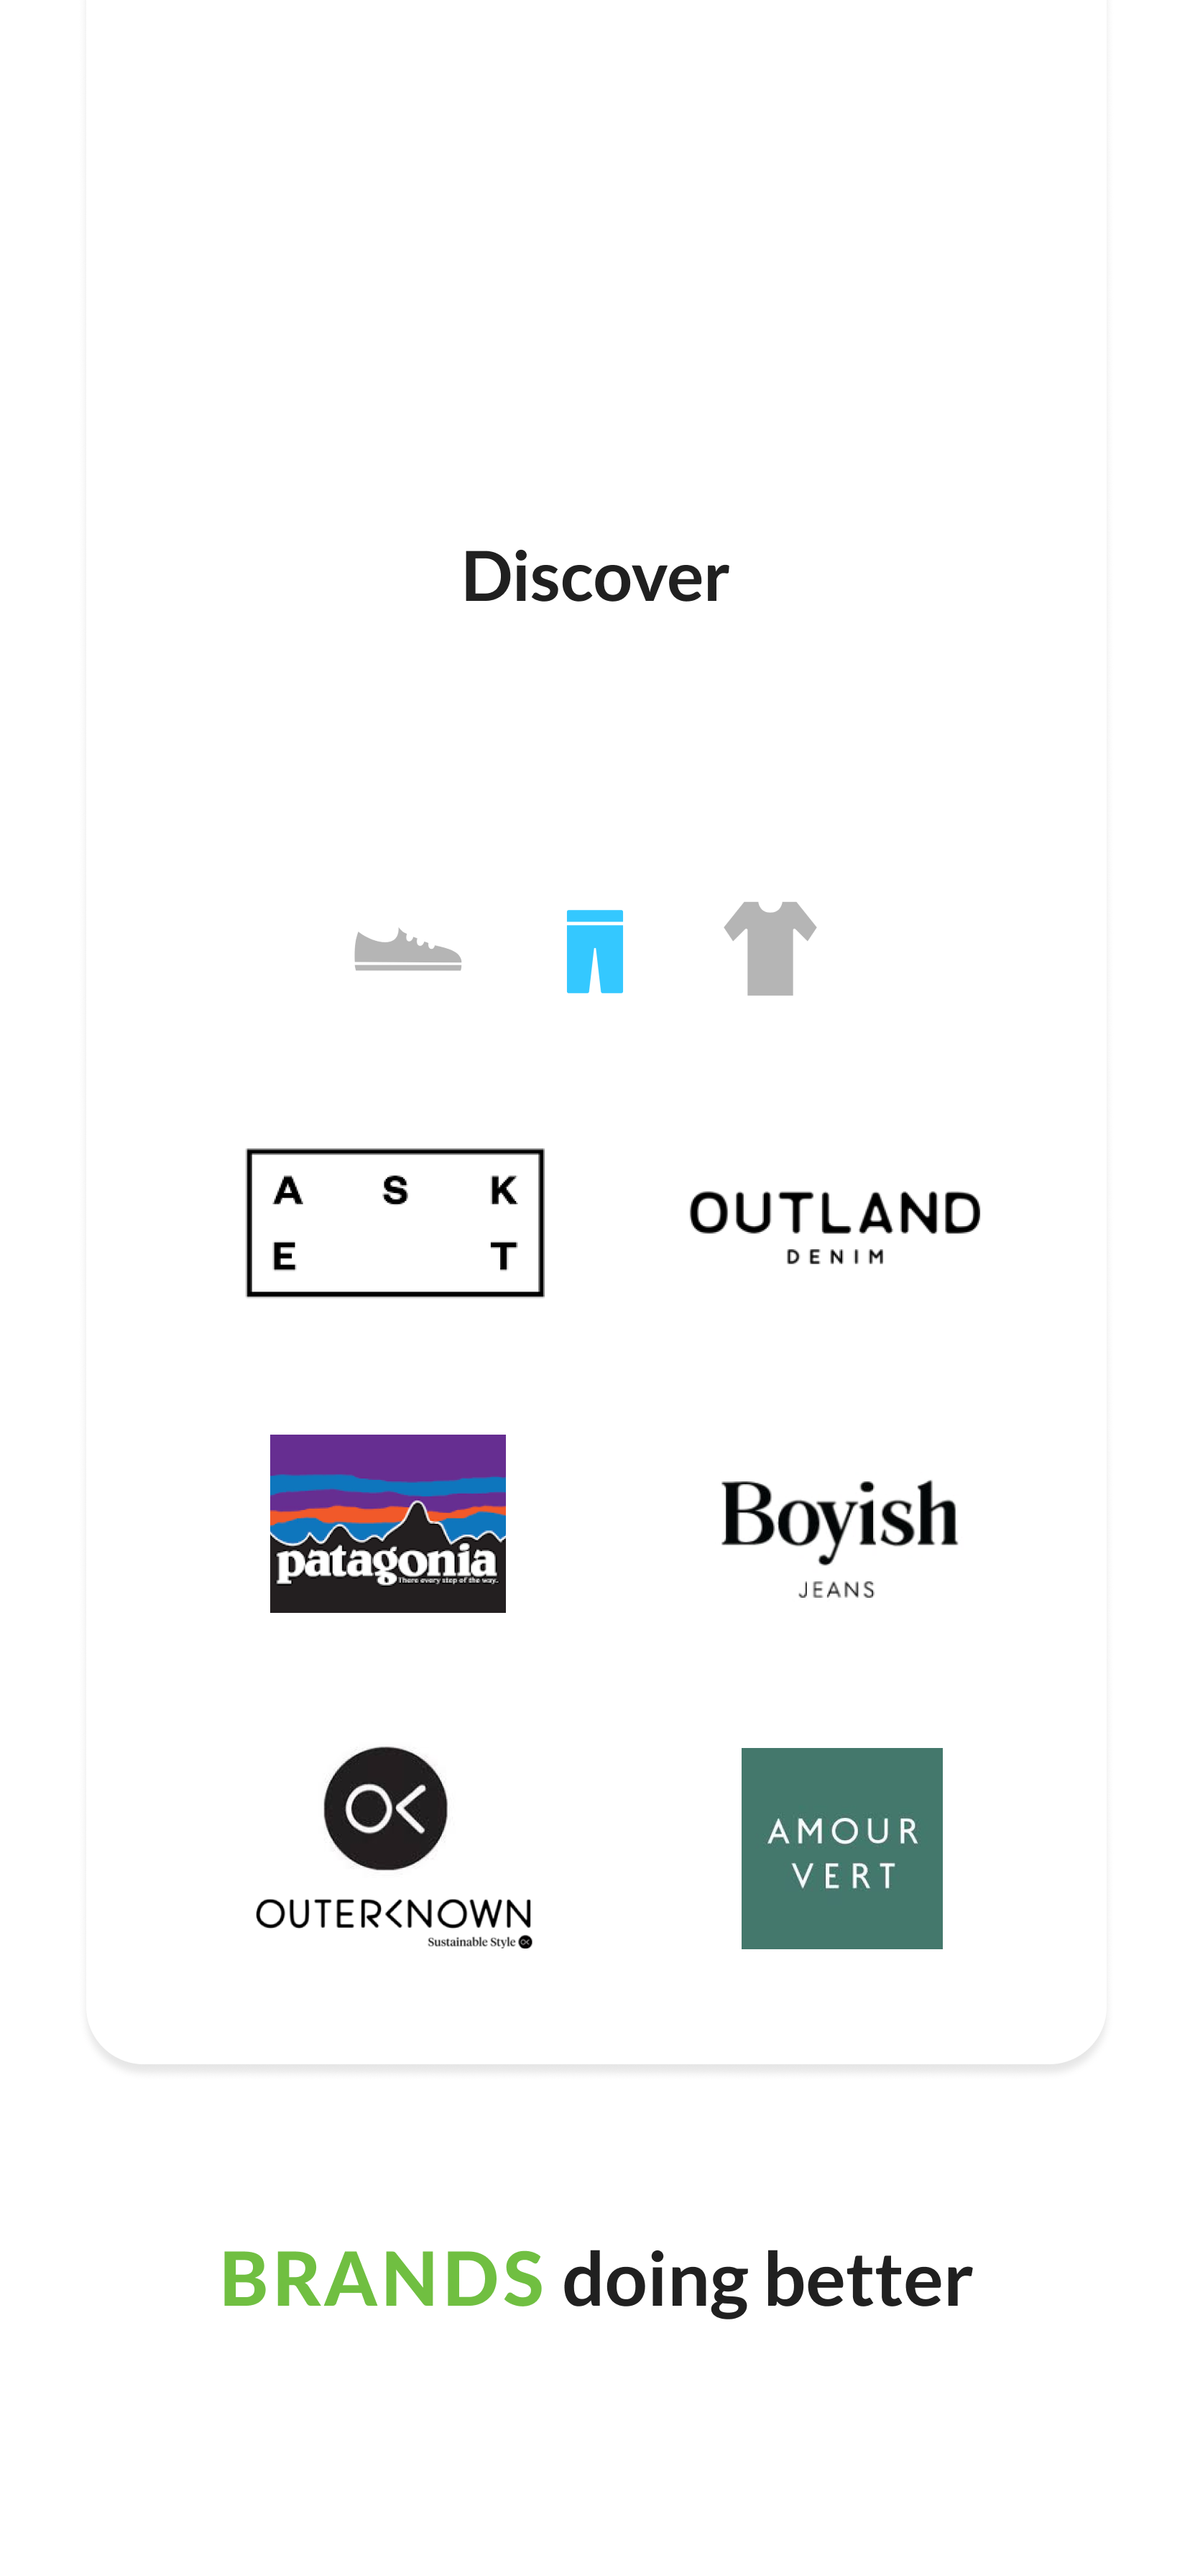 Discover
A S K
E T
OUTLAND
DENIM
patagonia
There every step of the way.
Boyish
JEANS
OK
OUTERKNOWN
Sustainable Style OK
AMOUR
VERT
BRANDS doing better